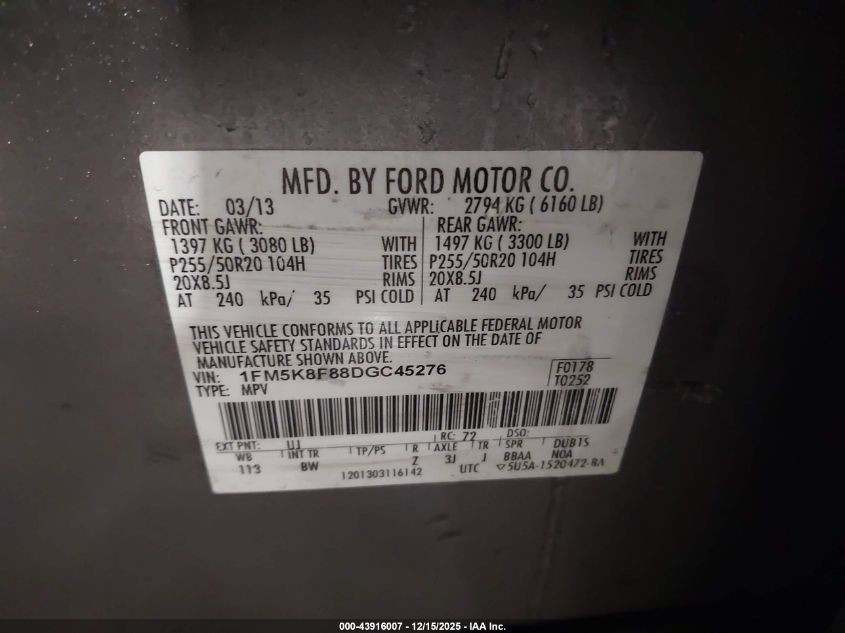 MFD. BY FORD MOTOR CO.
DATE: 03/13 GVWR: 2794 KG ( 6160 LB)
FRONT GAWR: REAR GAWR:
1397 KG ( 3080 LB) WITH 1497 KG ( 3300 LB) WITH
P255/50R20 104H TIRES P255/50R20 104H TIRES
20X8.5J RIMS 20X8.5J RIMS
AT 240 kPa/ 35 PSI COLD AT 240 kPa/ 35 PSI COLD
THIS VEHICLE CONFORMS TO ALL APPLICABLE FEDERAL MOTOR
VEHICLE SAFETY STANDARDS IN EFFECT ON THE DATE OF
MANUFACTURE SHOWN ABOVE.
VIN: 1FM5K8F88DGC45276 F0178
TYPE: MPV T0252
EXT PNT: UJ RC: 72 DSO:
WB INT TR TP/PS R AXLE TR SPR DUB1S
113 BW Z 3J J BBAA NOA
1201303116142 UTC ▽5U5A-1520472-BA
000-43916007 - 12/15/2025 - IAA Inc.